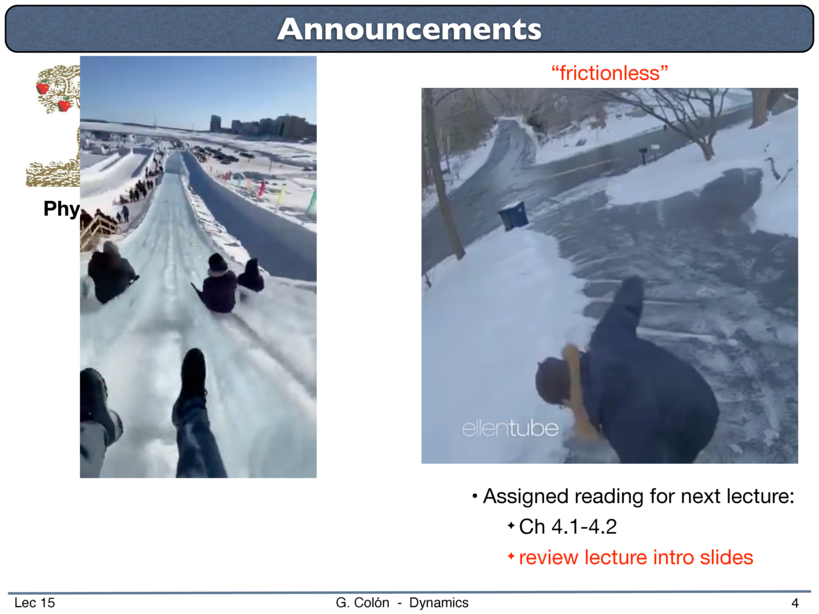 Announcements
“frictionless”
Phy
ellentube
• Assigned reading for next lecture:
✦ Ch 4.1-4.2
✦ review lecture intro slides
Lec 15
G. Colón - Dynamics
4